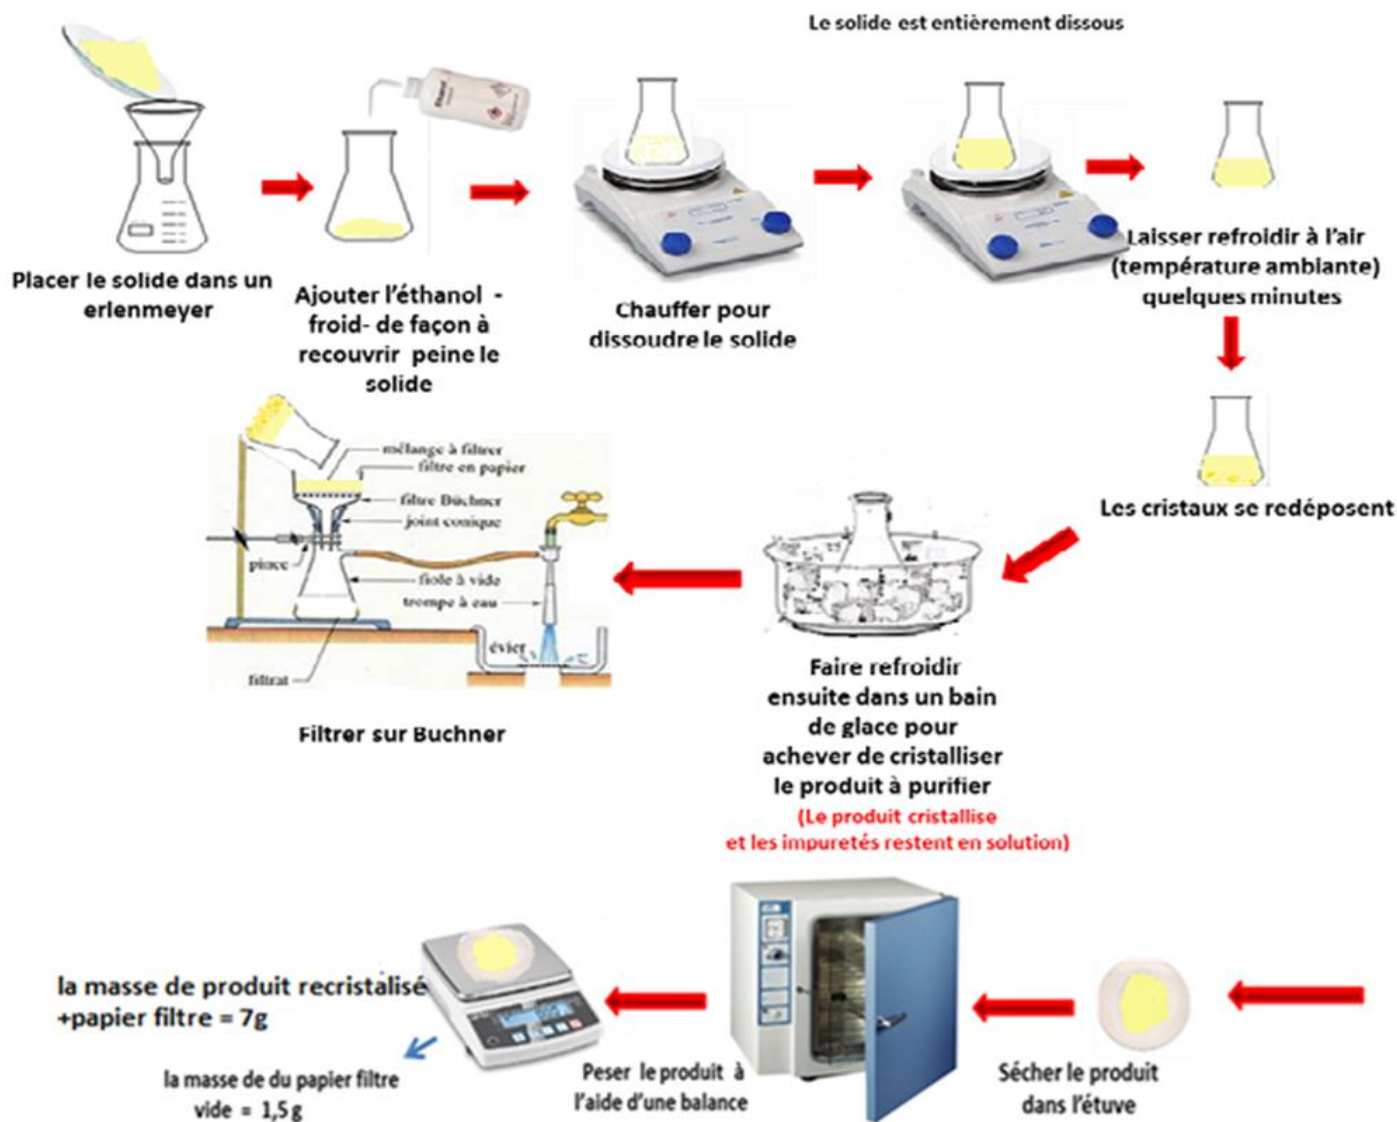 Le solide est entièrement dissous
Ethanol
Placer le solide dans un
erlenmeyer
Ajouter l'éthanol -
froid- de façon à
recouvrir peine le
solide
Chauffer pour
dissoudre le solide
Laisser refroidir à l'air
(température ambiante)
quelques minutes
Les cristaux se redéposent
mélange à filtrer
filtre en papier
filtre Büchner
joint conique
pince
fiole à vide
trompe à eau
évier
filtrat
Filtrer sur Buchner
Faire refroidir
ensuite dans un bain
de glace pour
achever de cristalliser
le produit à purifier
(Le produit cristallise
et les impuretés restent en solution)
la masse de produit recristalisé
+papier filtre = 7g
la masse de du papier filtre
vide = 1,5 g
Peser le produit à
l'aide d'une balance
Sécher le produit
dans l'étuve